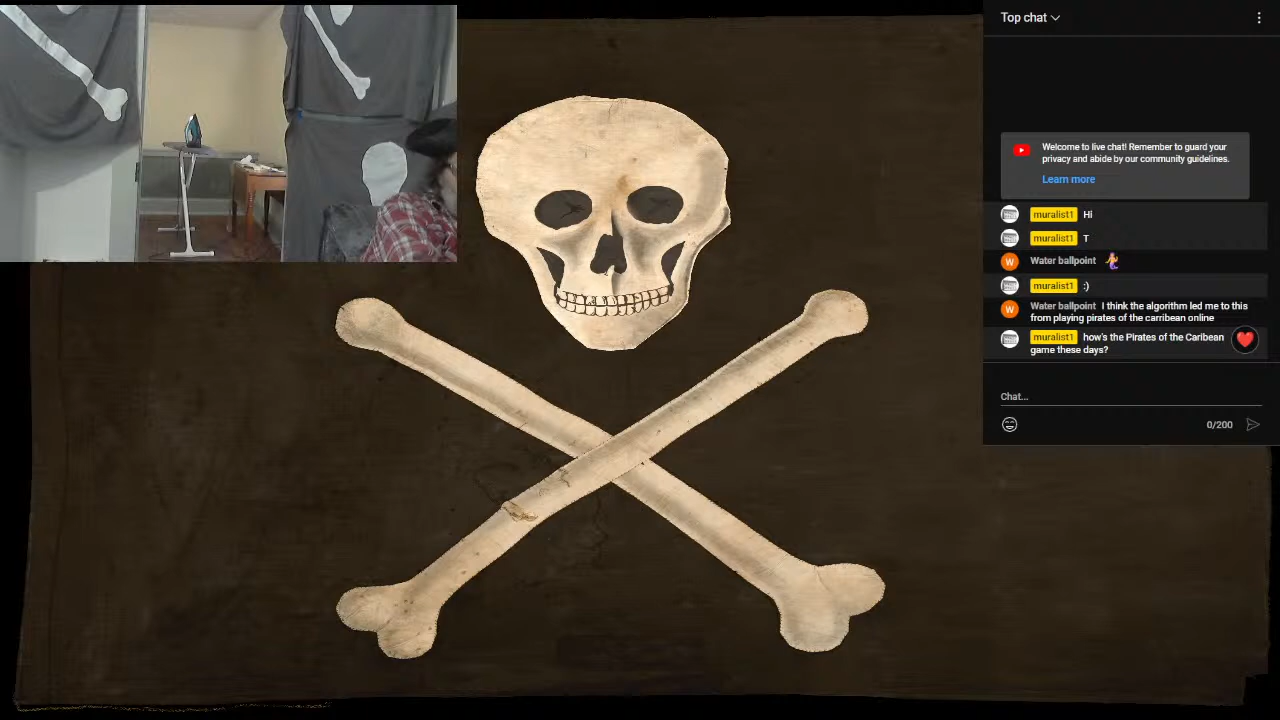 Top chat
Welcome to live chat! Remember to guard your
privacy and abide by our community guidelines.
Learn more
muralist1 Hi
muralist1 T
W Water ballpoint 🧜‍♀️
muralist1 :)
W Water ballpoint I think the algorithm led me to this
from playing pirates of the carribean online
muralist1 how's the Pirates of the Caribean
game these days?
Chat...
0/200